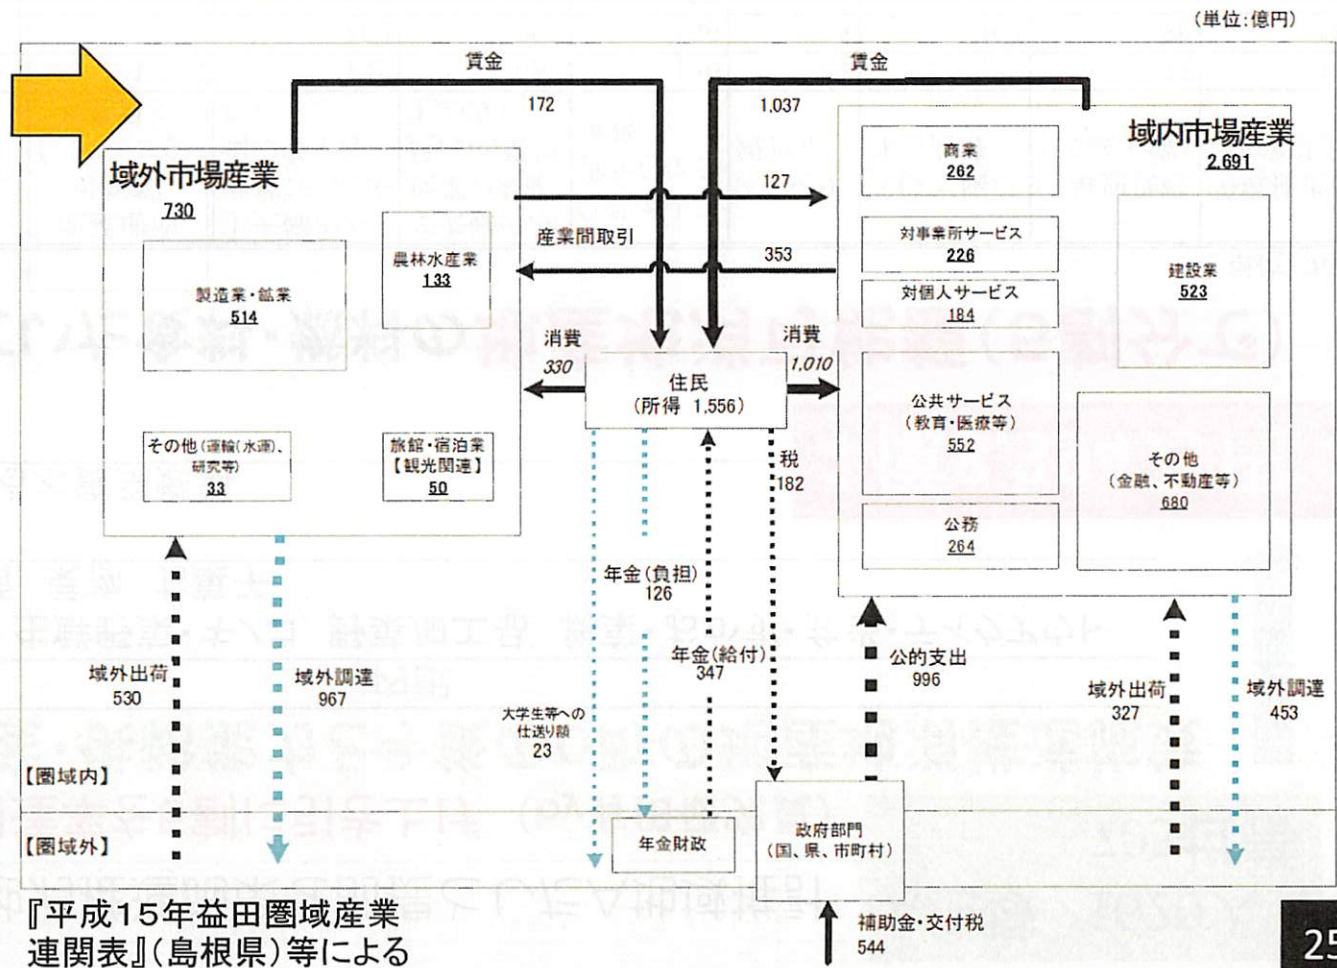 (単位:億円)
賃金
172
賃金
1,037
域外市場産業
730
製造業・鉱業
514
農林水産業
133
その他(運輸(水運)、
研究等)
33
旅館・宿泊業
【観光関連】
50
127
産業間取引
353
域内市場産業
2,691
商業
262
対事業所サービス
226
対個人サービス
184
公共サービス
(教育・医療等)
552
公務
264
建設業
523
その他
(金融、不動産等)
680
消費
330
住民
(所得 1,556)
消費
1,010
税
182
年金(負担)
126
年金(給付)
347
大学生等への
仕送り額
23
公的支出
996
域外出荷
530
域外調達
967
域外出荷
327
域外調達
453
【圏域内】
【圏域外】
年金財政
政府部門
(国、県、市町村)
補助金・交付税
544
『平成15年益田圏域産業
連関表』(島根県)等による
25